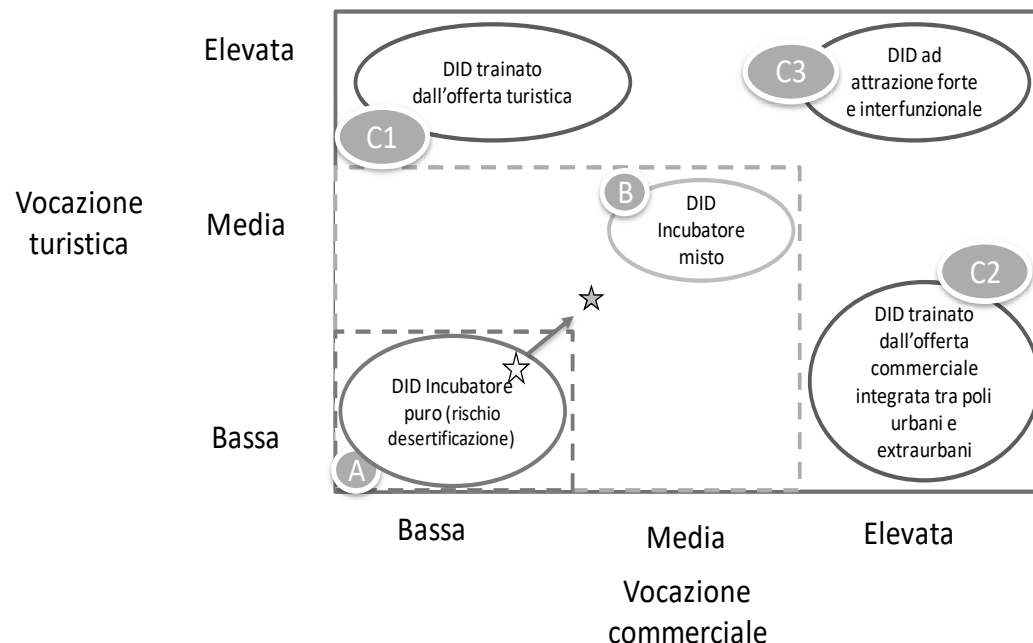 Elevata
DID trainato
dall'offerta turistica
C1
C3
DID ad
attrazione forte
e interfunzionale
Vocazione
turistica
Media
B
DID
Incubatore
misto
C2
DID trainato
dall'offerta
commerciale
integrata tra poli
urbani e
extraurbani
DID Incubatore
puro (rischio
desertificazione)
Bassa
A
Bassa
Media
Elevata
Vocazione
commerciale